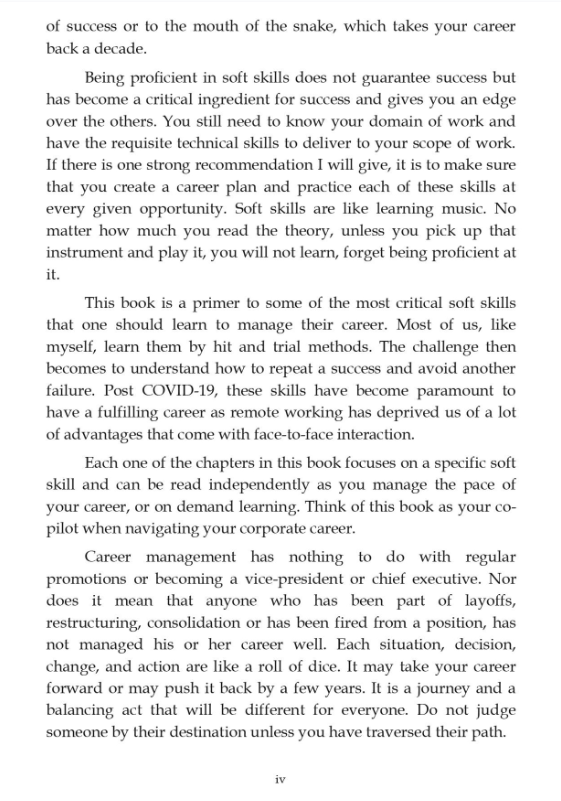 of success or to the mouth of the snake, which takes your career
back a decade.
Being proficient in soft skills does not guarantee success but
has become a critical ingredient for success and gives you an edge
over the others. You still need to know your domain of work and
have the requisite technical skills to deliver to your scope of work.
If there is one strong recommendation I will give, it is to make sure
that you create a career plan and practice each of these skills at
every given opportunity. Soft skills are like learning music. No
matter how much you read the theory, unless you pick up that
instrument and play it, you will not learn, forget being proficient at
it.
This book is a primer to some of the most critical soft skills
that one should learn to manage their career. Most of us, like
myself, learn them by hit and trial methods. The challenge then
becomes to understand how to repeat a success and avoid another
failure. Post COVID-19, these skills have become paramount to
have a fulfilling career as remote working has deprived us of a lot
of advantages that come with face-to-face interaction.
Each one of the chapters in this book focuses on a specific soft
skill and can be read independently as you manage the pace of
your career, or on demand learning. Think of this book as your co-
pilot when navigating your corporate career.
Career management has nothing to do with regular
promotions or becoming a vice-president or chief executive. Nor
does it mean that anyone who has been part of layoffs,
restructuring, consolidation or has been fired from a position, has
not managed his or her career well. Each situation, decision,
change, and action are like a roll of dice. It may take your career
forward or may push it back by a few years. It is a journey and a
balancing act that will be different for everyone. Do not judge
someone by their destination unless you have traversed their path.
iv